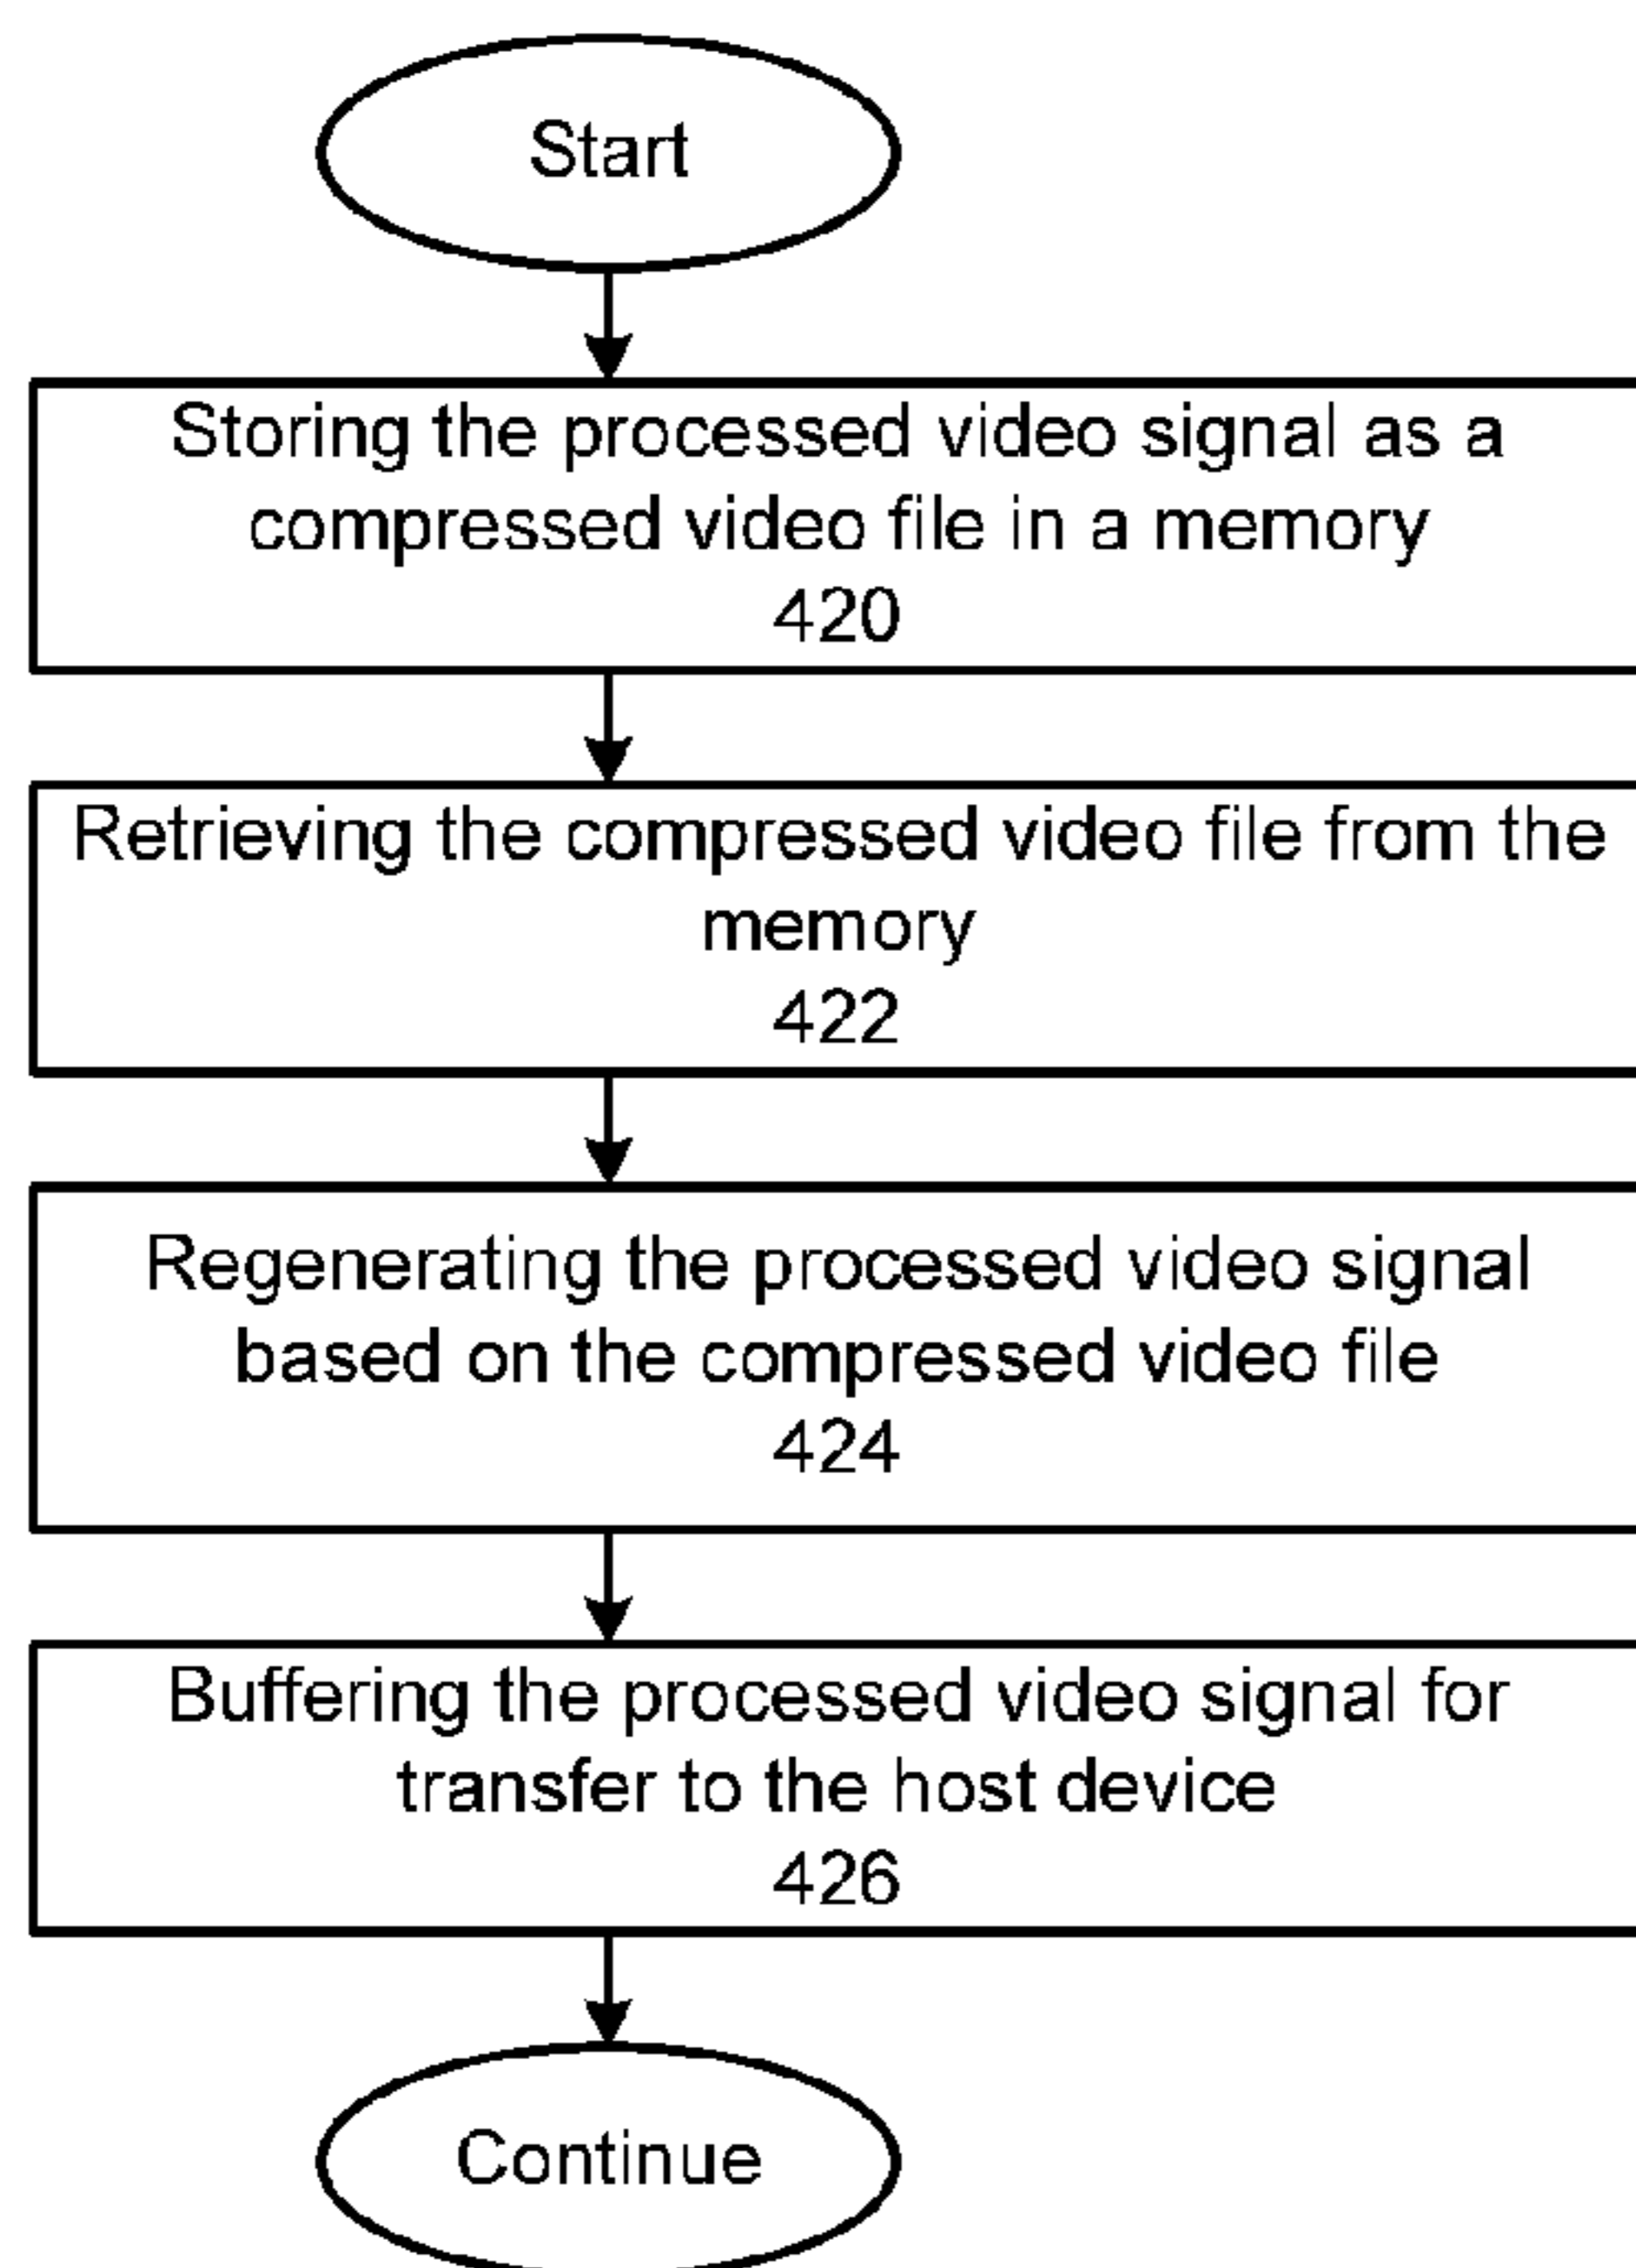 Start
Storing the processed video signal as a
compressed video file in a memory
420
Retrieving the compressed video file from the
memory
422
Regenerating the processed video signal
based on the compressed video file
424
Buffering the processed video signal for
transfer to the host device
426
Continue